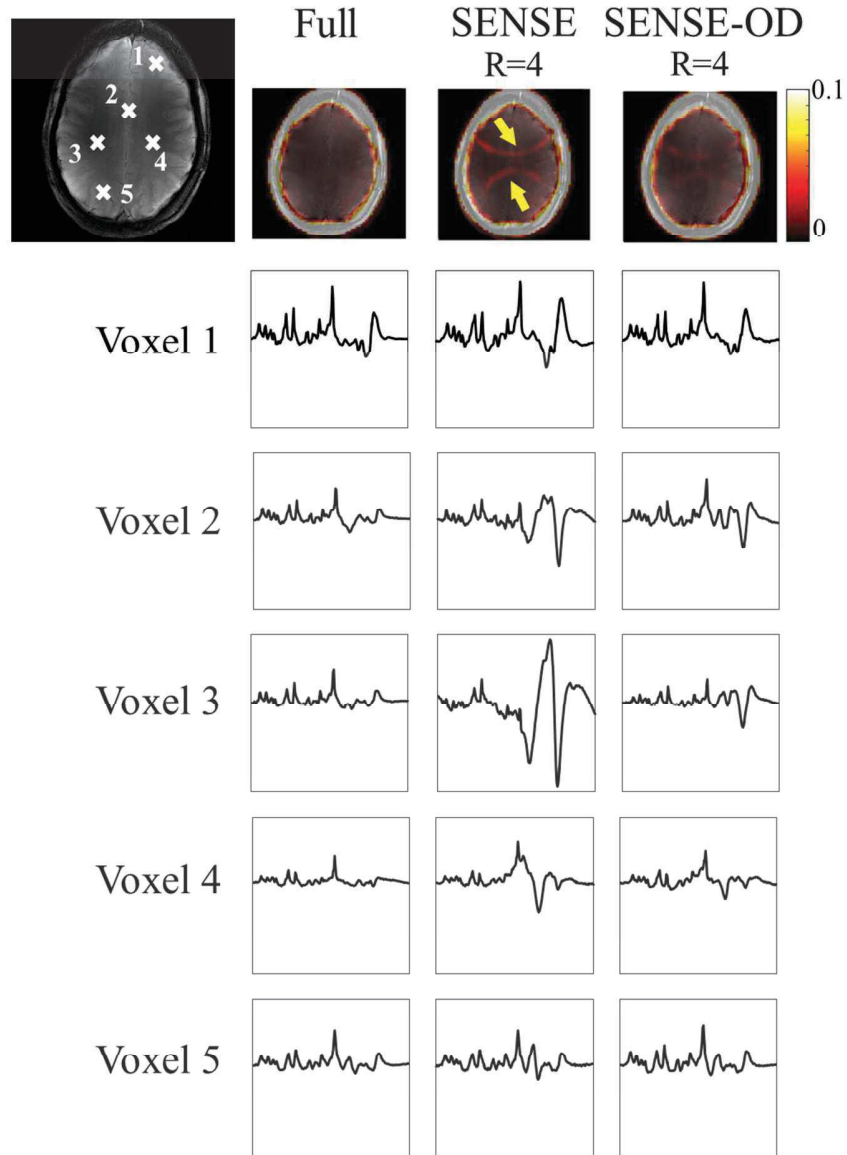 Full SENSE SENSE-OD
R=4 R=4
1
2
3 4
5
0.1
0
Voxel 1
Voxel 2
Voxel 3
Voxel 4
Voxel 5